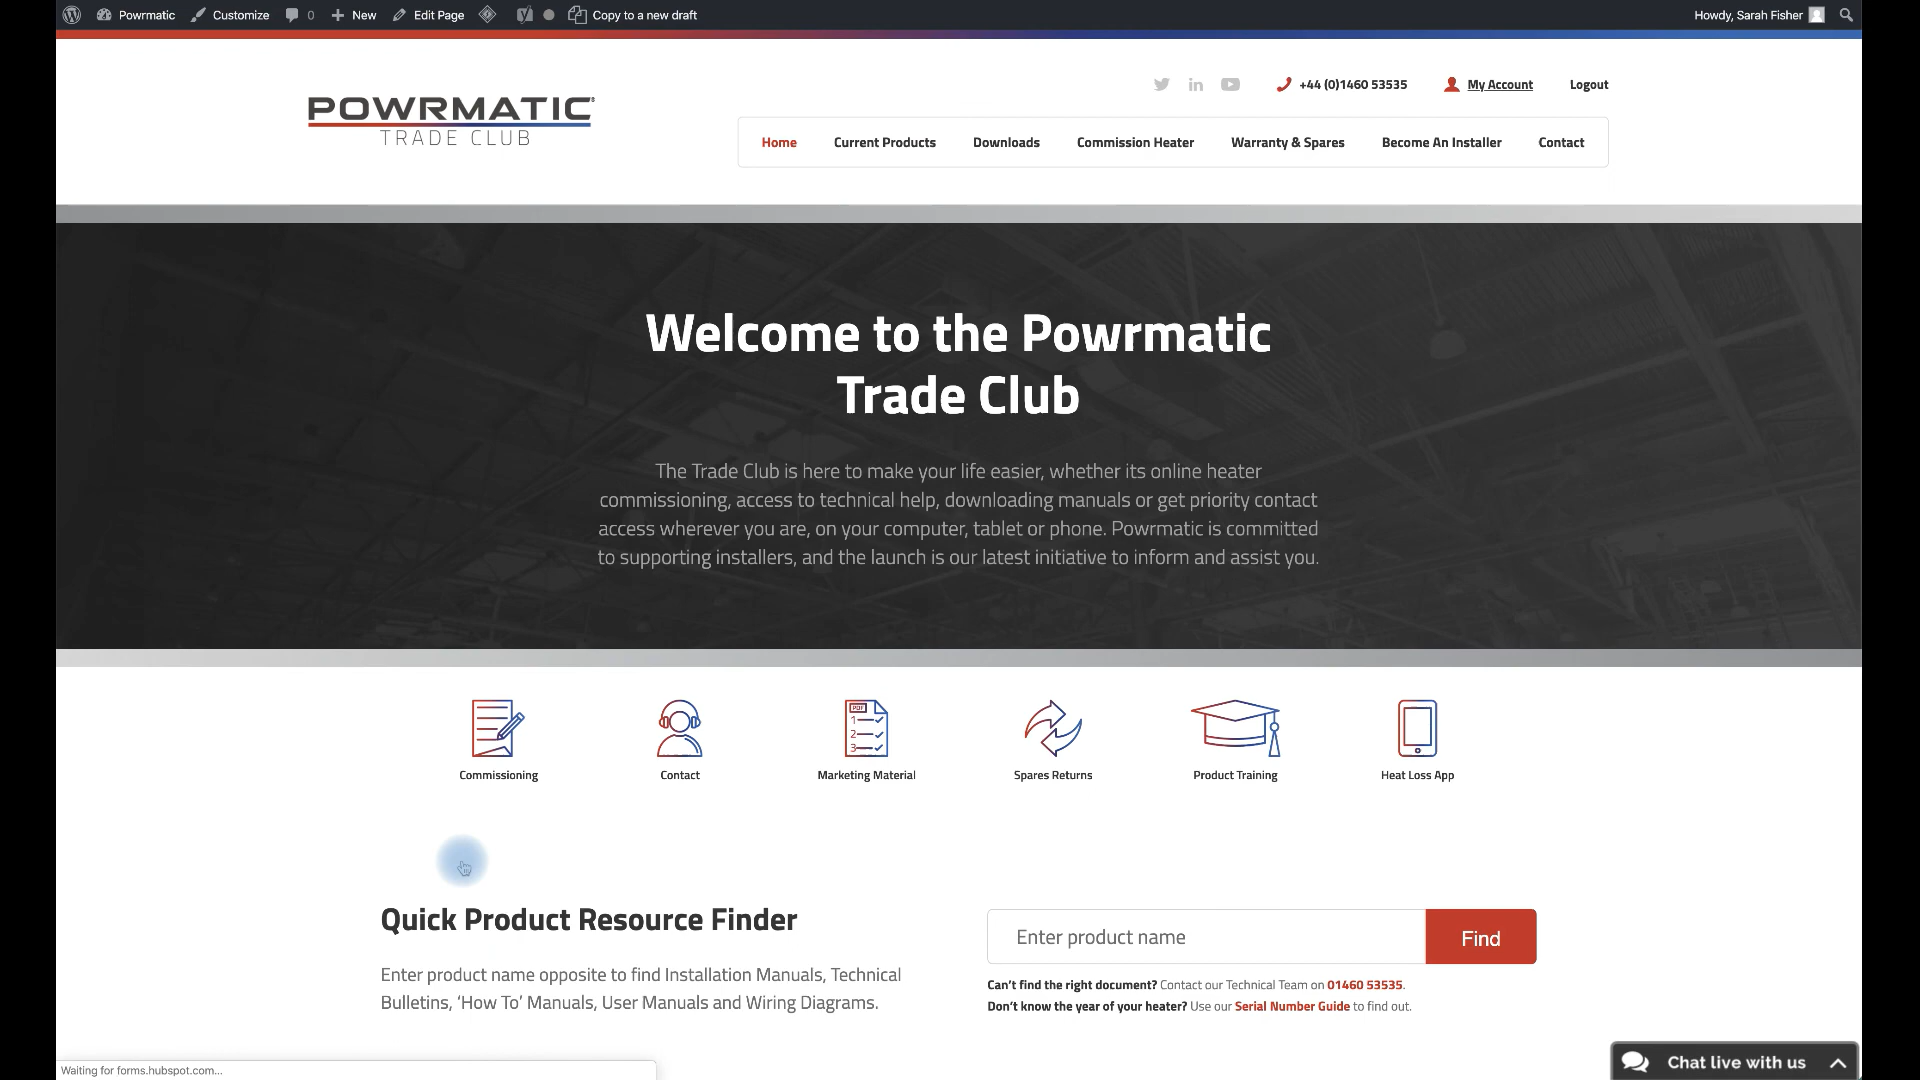 Powrmatic Customize 0 New Edit Page Copy to a new draft Howdy, Sarah Fisher
+44 (0)1460 53535 My Account Logout
POWRMATIC®
TRADE CLUB
Home Current Products Downloads Commission Heater Warranty & Spares Become An Installer Contact
Welcome to the Powrmatic
Trade Club
The Trade Club is here to make your life easier, whether its online heater
commissioning, access to technical help, downloading manuals or get priority contact
access wherever you are, on your computer, tablet or phone. Powrmatic is committed
to supporting installers, and the launch is our latest initiative to inform and assist you.
PDF
1
2
3
Commissioning Contact Marketing Material Spares Returns Product Training Heat Loss App
Quick Product Resource Finder
Enter product name opposite to find Installation Manuals, Technical
Bulletins, ‘How To’ Manuals, User Manuals and Wiring Diagrams.
Enter product name Find
Can’t find the right document? Contact our Technical Team on 01460 53535.
Don’t know the year of your heater? Use our Serial Number Guide to find out.
Waiting for forms.hubspot.com...
Chat live with us